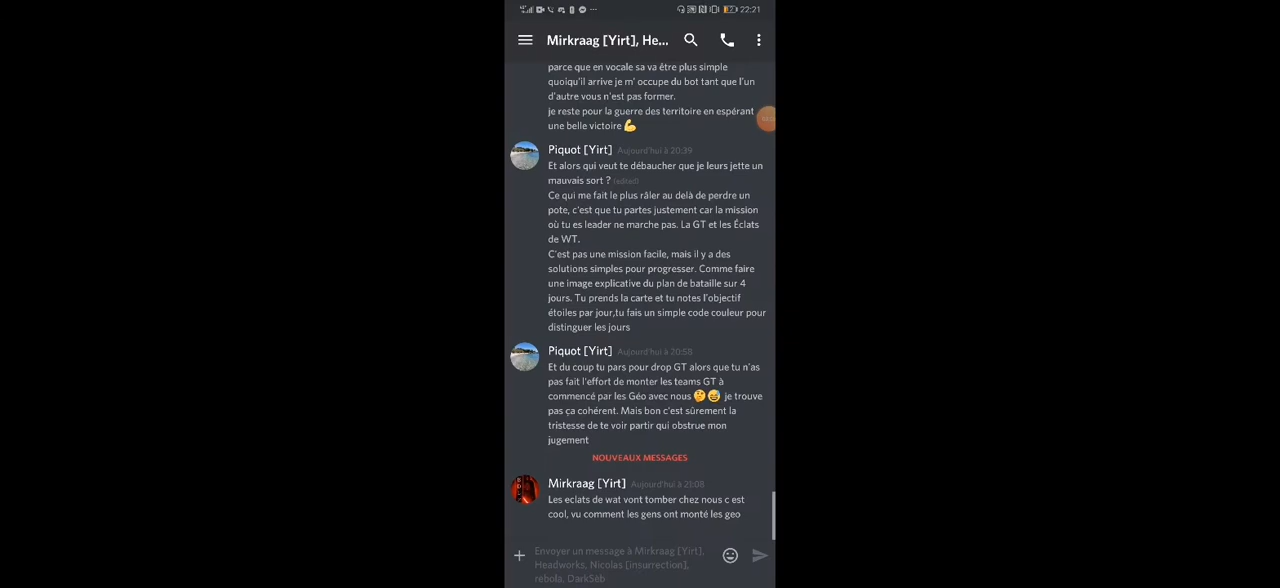 22:21
Mirkraag [Yirt], He...
parce que en vocale sa va être plus simple
quoiqu'il arrive je m' occupe du bot tant que l'un
d'autre vous n'est pas former.
je reste pour la guerre des territoire en espérant
une belle victoire 💪
Piquot [Yirt] Aujourd'hui à 20:39
Et alors qui veut te débaucher que je leurs jette un
mauvais sort ? (edited)
Ce qui me fait le plus râler au delà de perdre un
pote, c'est que tu partes justement car la mission
où tu es leader ne marche pas. La GT et les Éclats
de WT.
C'est pas une mission facile, mais il y a des
solutions simples pour progresser. Comme faire
une image explicative du plan de bataille sur 4
jours. Tu prends la carte et tu notes l'objectif
étoiles par jour,tu fais un simple code couleur pour
distinguer les jours
Piquot [Yirt] Aujourd'hui à 20:58
Et du coup tu pars pour drop GT alors que tu n'as
pas fait l'effort de monter les teams GT à
commencé par les Géo avec nous 🤔😅 je trouve
pas ça cohérent. Mais bon c'est sûrement la
tristesse de te voir partir qui obstrue mon
jugement
NOUVEAUX MESSAGES
Mirkraag [Yirt] Aujourd'hui à 21:08
Les eclats de wat vont tomber chez nous c est
cool, vu comment les gens ont monté les geo
Envoyer un message à Mirkraag [Yirt],
Headworks, Nicolas [insurrection],
rebola, DarkSèb